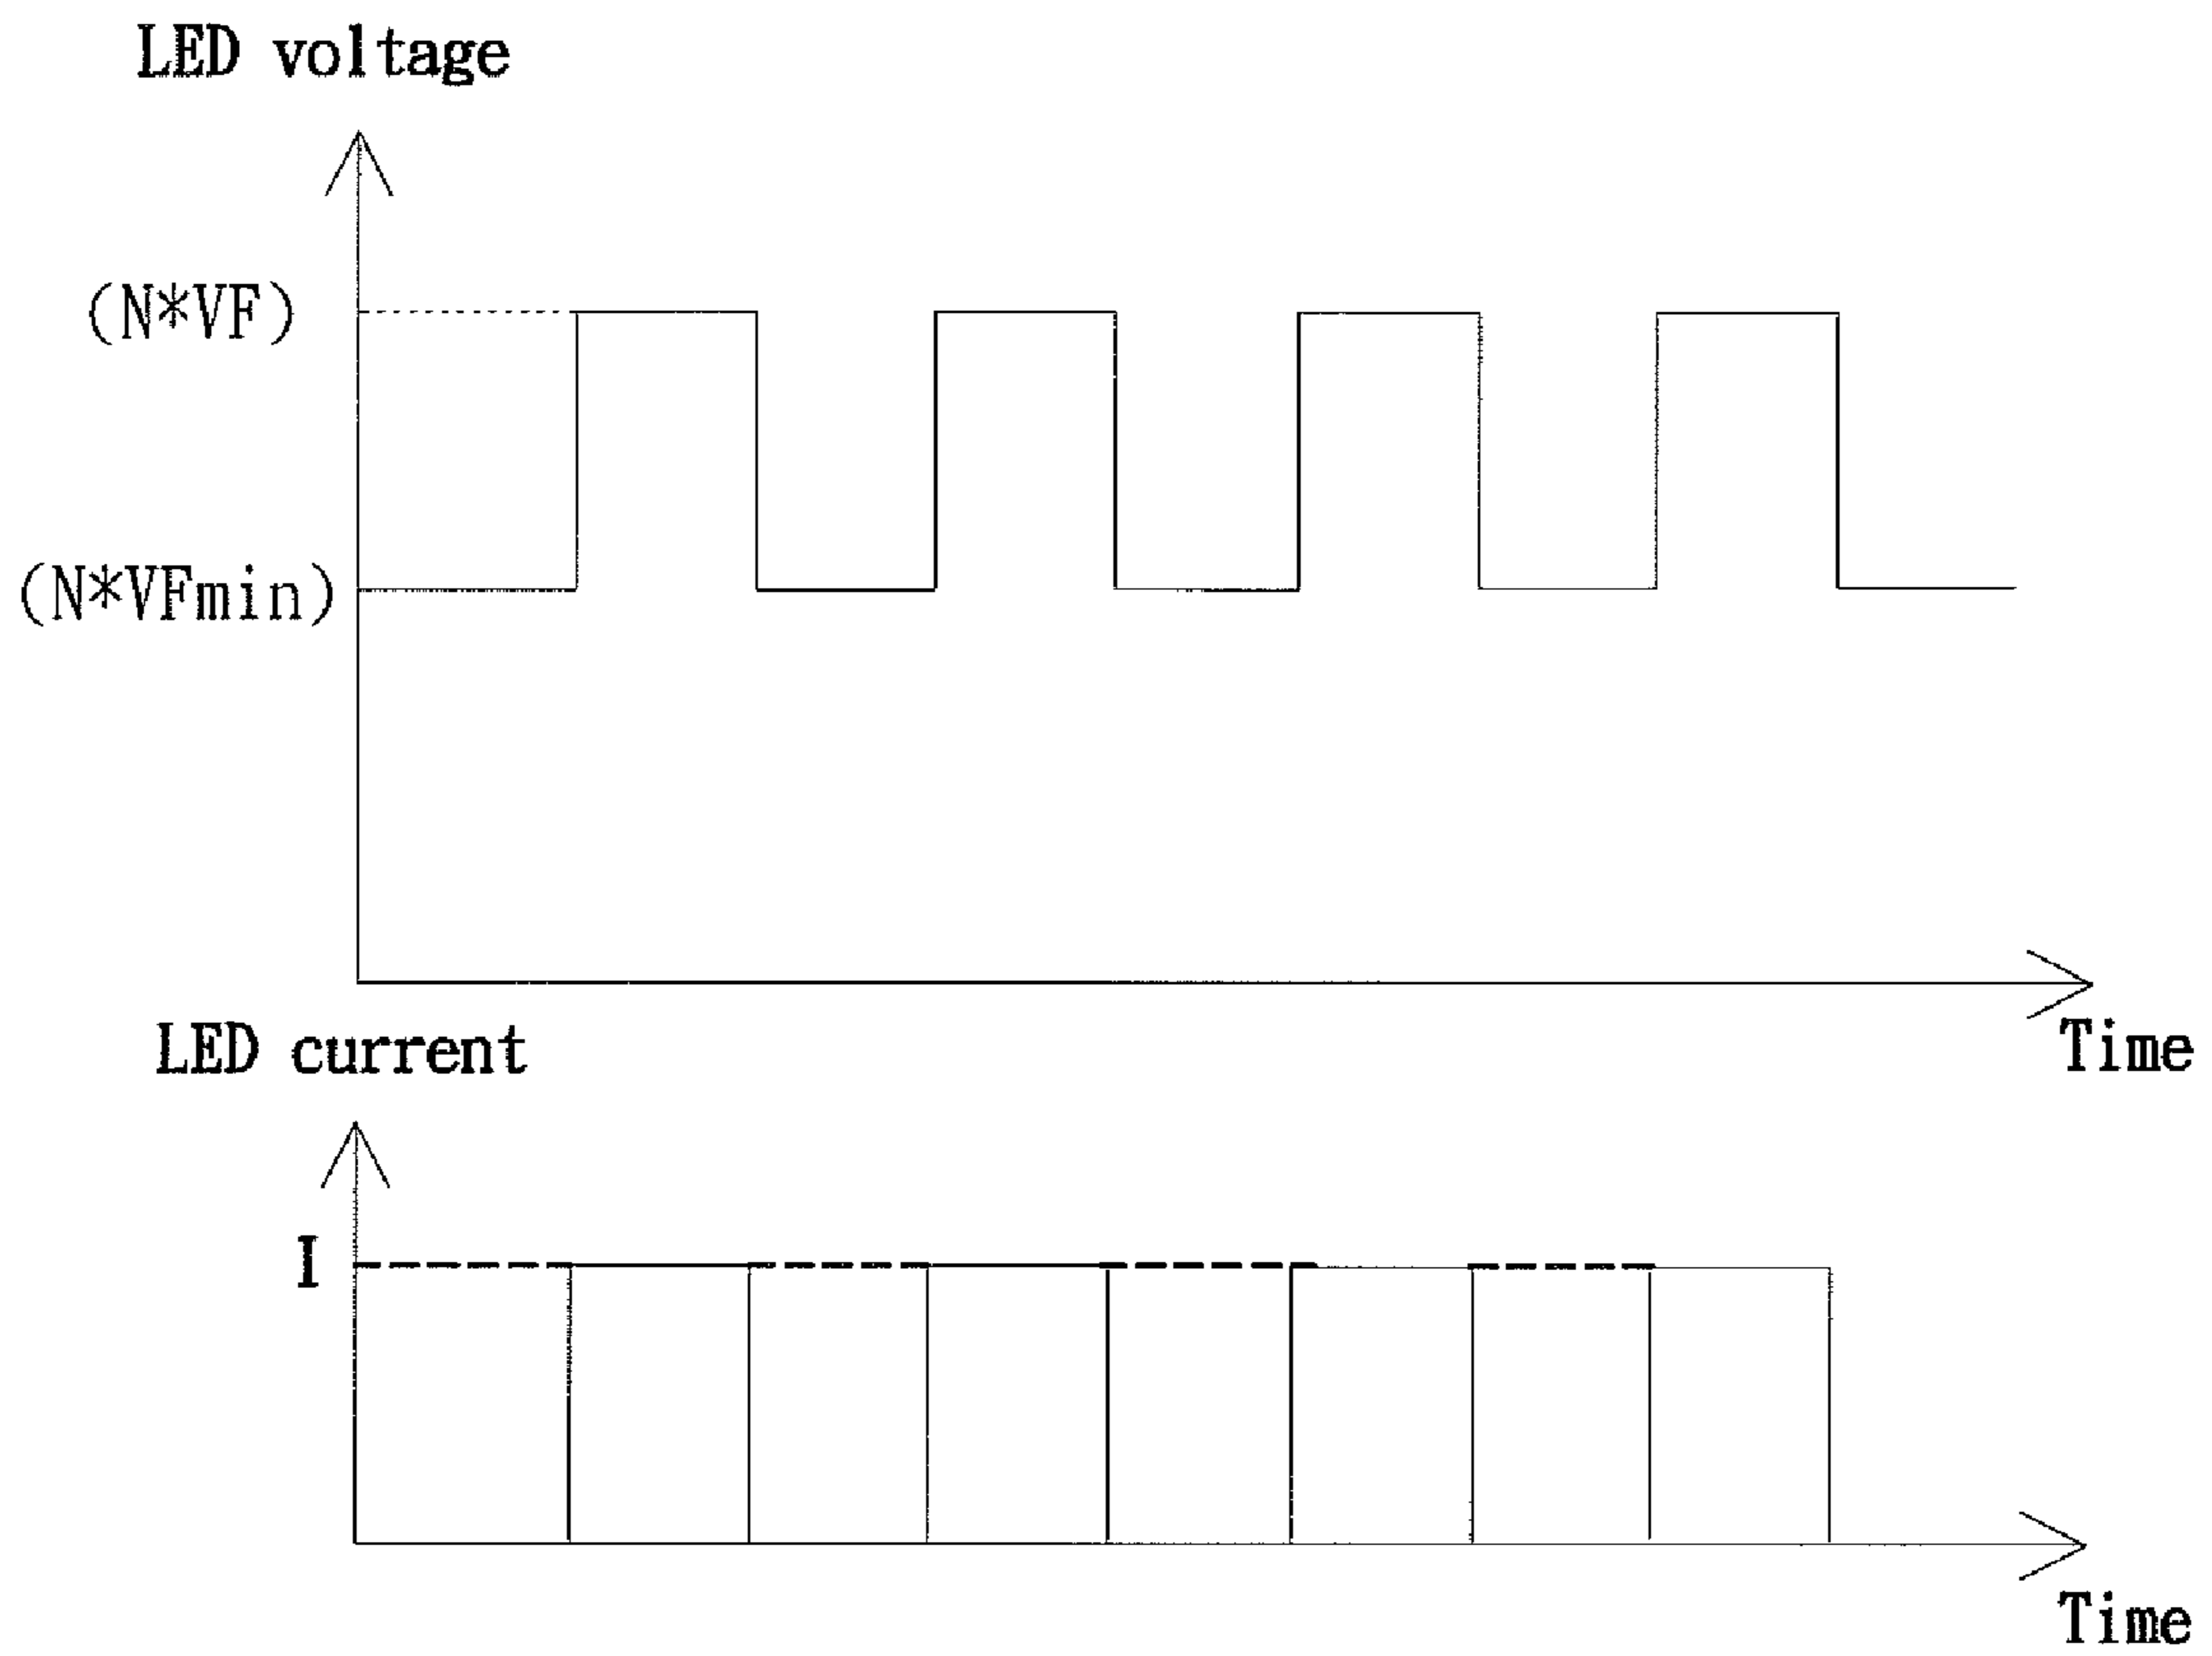 LED voltage
(N*VF)
(N*VFmin)
Time
LED current
I
Time